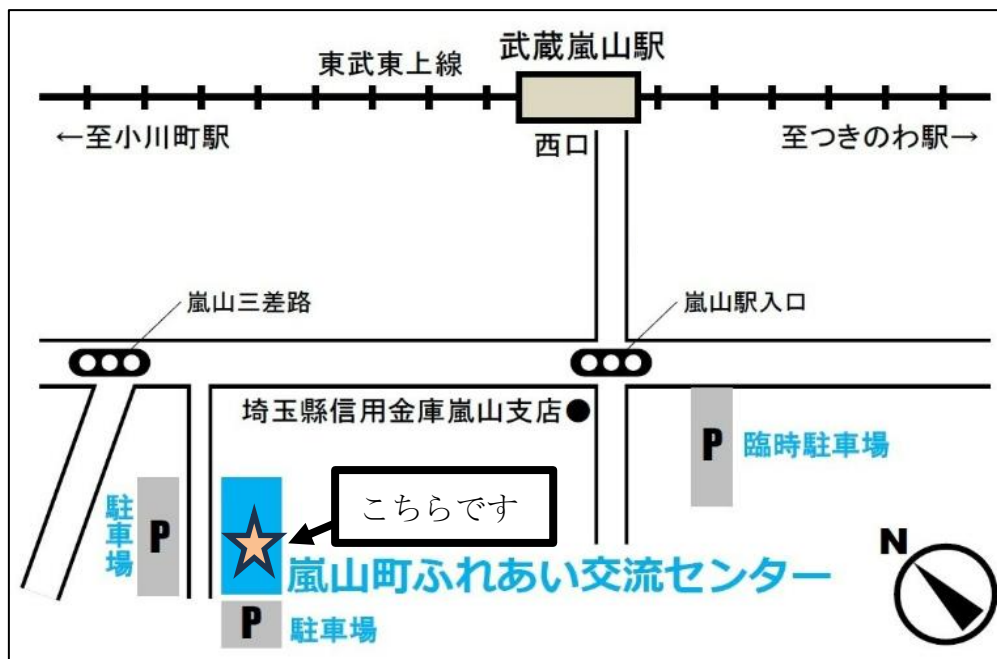 武蔵嵐山駅
東武東上線
←至小川町駅
西口
至つきのわ駅→
嵐山三差路
嵐山駅入口
埼玉縣信用金庫嵐山支店●
P
臨時駐車場
こちらです
駐車場
P
嵐山町ふれあい交流センター
P
駐車場
N